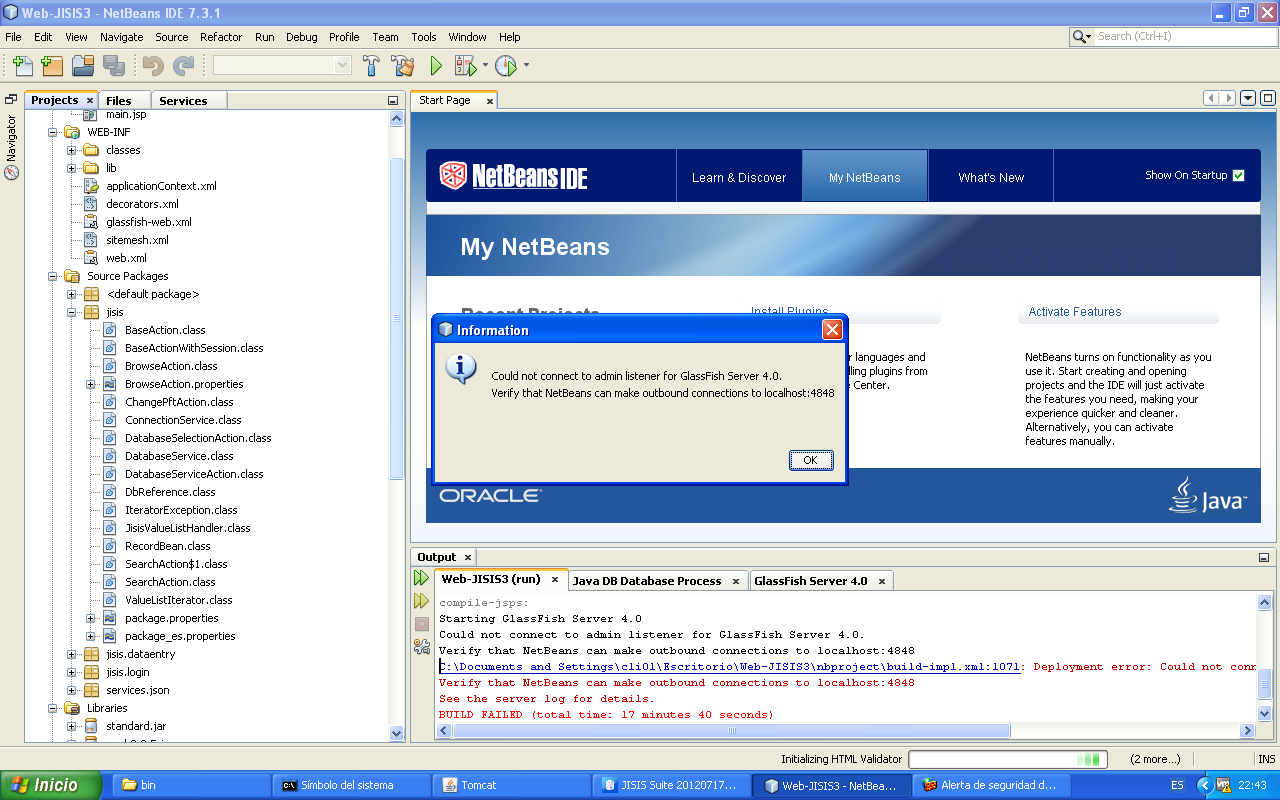 Web-JISIS3 - NetBeans IDE 7.3.1
File Edit View Navigate Source Refactor Run Debug Profile Team Tools Window Help
Search (Ctrl+I)
Projects
Files
Services
Navigator
main.jsp
WEB-INF
classes
lib
applicationContext.xml
decorators.xml
glassfish-web.xml
sitemesh.xml
web.xml
Source Packages
<default package>
jisis
BaseAction.class
BaseActionWithSession.class
BrowseAction.class
BrowseAction.properties
ChangePftAction.class
ConnectionService.class
DatabaseSelectionAction.class
DatabaseService.class
DatabaseServiceAction.class
DbReference.class
IteratorException.class
JisisValueListHandler.class
RecordBean.class
SearchAction$1.class
SearchAction.class
ValueListIterator.class
package.properties
package_es.properties
jisis.dataentry
jisis.login
services.json
Libraries
standard.jar
Start Page
NetBeans IDE
Learn & Discover
My NetBeans
What's New
Show On Startup
My NetBeans
Recent Projects
Install Plugins
Activate Features
r languages and
lling plugins from
Center.
NetBeans turns on functionality as you
use it. Start creating and opening
projects and the IDE will just activate
the features you need, making your
experience quicker and cleaner.
Alternatively, you can activate
features manually.
Information
Could not connect to admin listener for GlassFish Server 4.0.
Verify that NetBeans can make outbound connections to localhost:4848
OK
ORACLE
Java
Output
Web-JISIS3 (run)
Java DB Database Process
GlassFish Server 4.0
compile-jsps:
Starting GlassFish Server 4.0
Could not connect to admin listener for GlassFish Server 4.0.
Verify that NetBeans can make outbound connections to localhost:4848
C:\Documents and Settings\cli01\Escritorio\Web-JISIS3\nbproject\build-impl.xml:1071: Deployment error: Could not con
Verify that NetBeans can make outbound connections to localhost:4848
See the server log for details.
BUILD FAILED (total time: 17 minutes 40 seconds)
Initializing HTML Validator
(2 more...)
INS
Inicio
bin
Símbolo del sistema
Tomcat
JISIS Suite 20120717...
Web-JISIS3 - NetBea...
Alerta de seguridad d...
ES
22:43